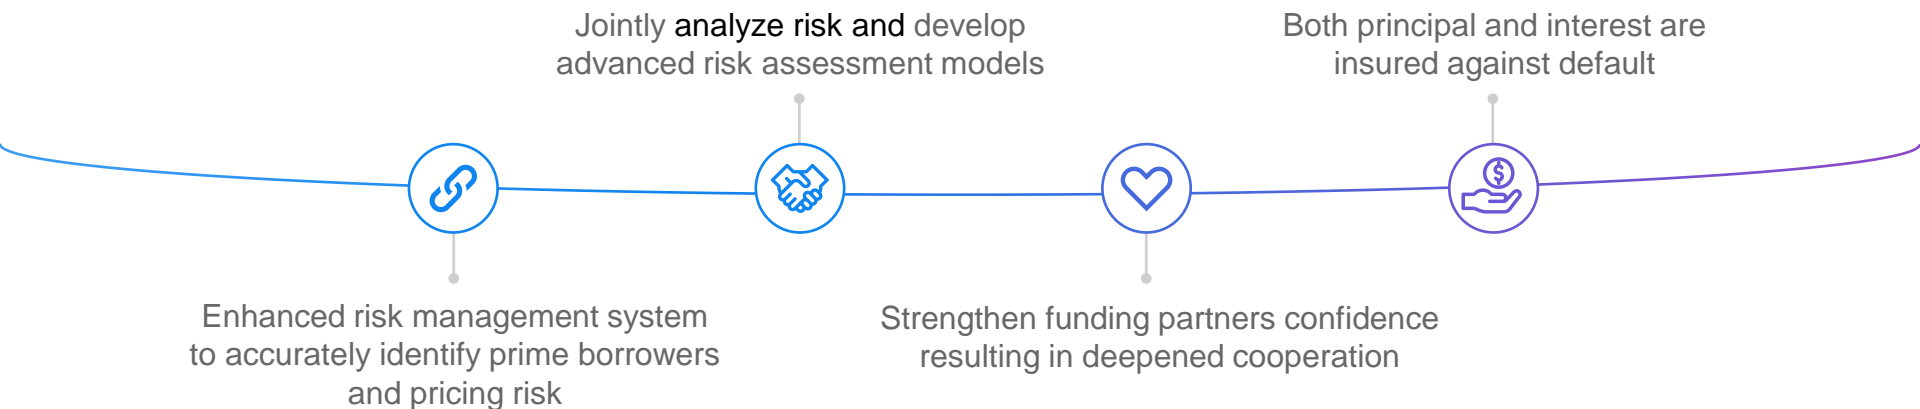 Jointly analyze risk and develop
advanced risk assessment models
Both principal and interest are
insured against default
Enhanced risk management system
to accurately identify prime borrowers
and pricing risk
Strengthen funding partners confidence
resulting in deepened cooperation